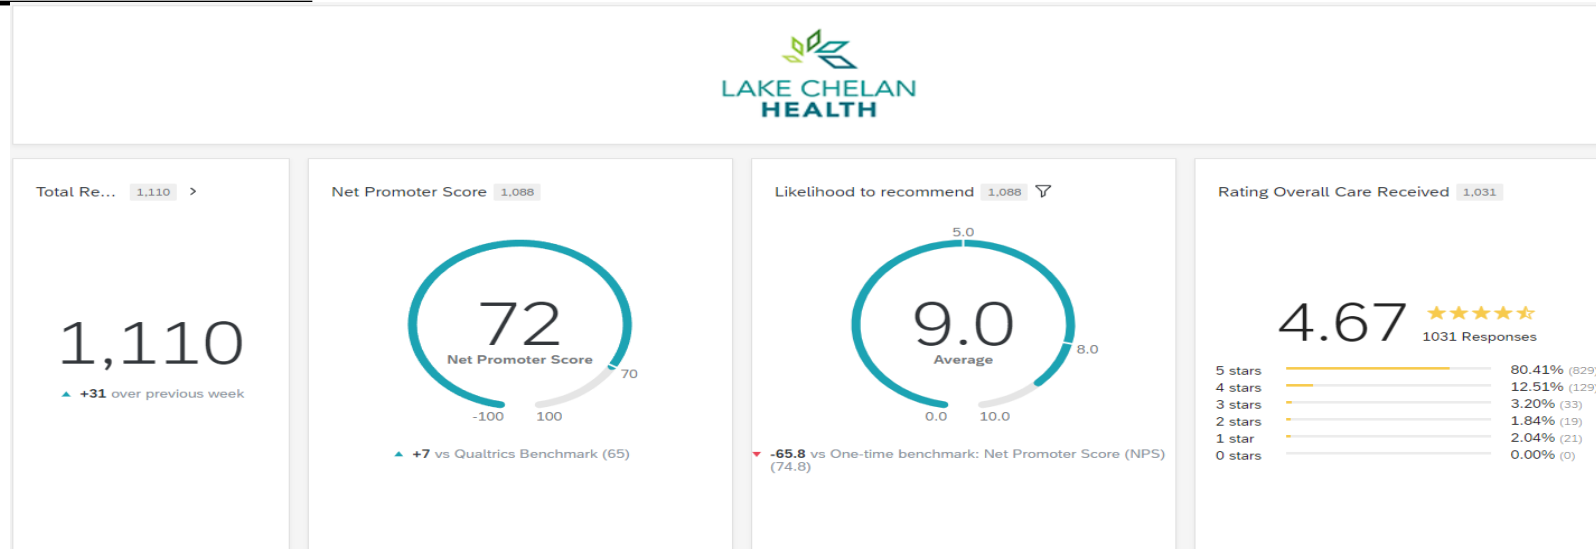 LAKE CHELAN
HEALTH
Total Re... 1,110 >
1,110
+31 over previous week
Net Promoter Score 1,088
72
Net Promoter Score
70
-100 100
+7 vs Qualtrics Benchmark (65)
Likelihood to recommend 1,088
5.0
9.0
Average
8.0
0.0 10.0
-65.8 vs One-time benchmark: Net Promoter Score (NPS)
(74.8)
Rating Overall Care Received 1,031
4.67
1031 Responses
5 stars 80.41% (829)
4 stars 12.51% (129)
3 stars 3.20% (33)
2 stars 1.84% (19)
1 star 2.04% (21)
0 stars 0.00% (0)